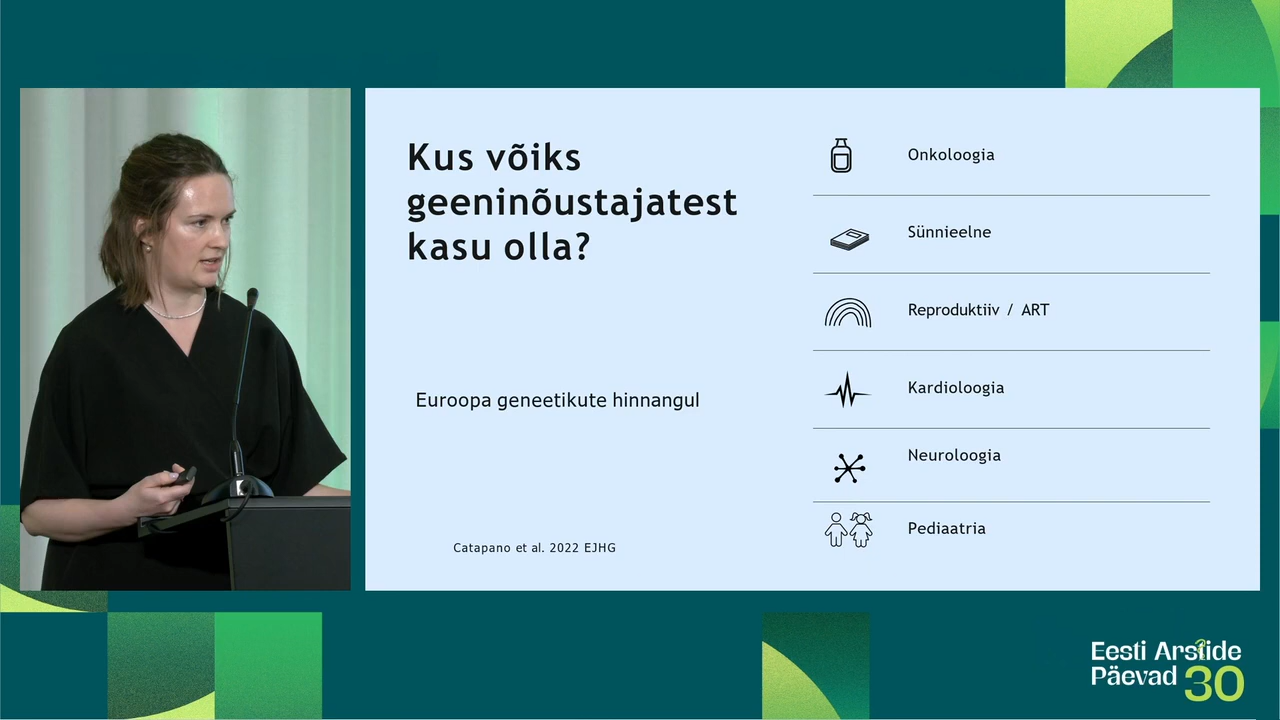 Kus võiks
geeninõustajatest
kasu olla?
Euroopa geneetikute hinnangul
Catapano et al. 2022 EJHG
Onkoloogia
Sünnieelne
Reproduktiiv / ART
Kardioloogia
Neuroloogia
Pediaatria
Eesti Arstide
Päevad 30